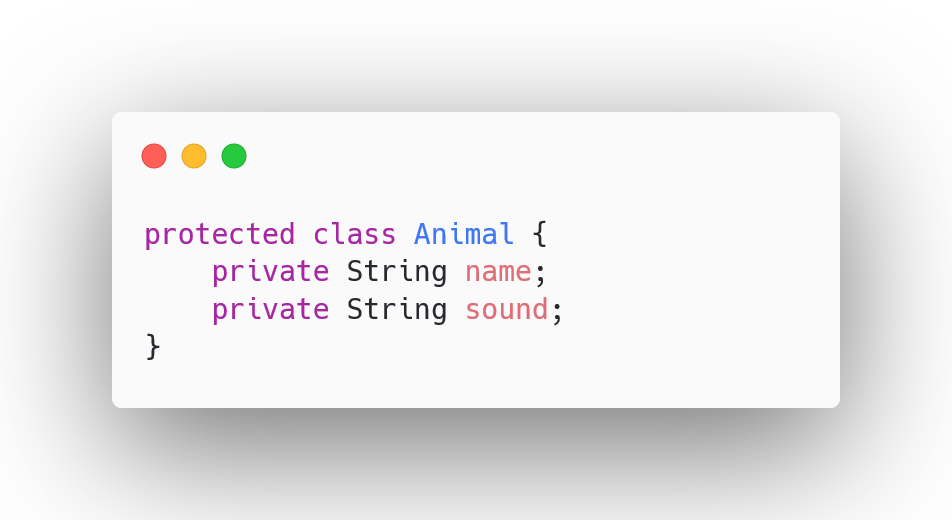 protected class Animal {
    private String name;
    private String sound;
}